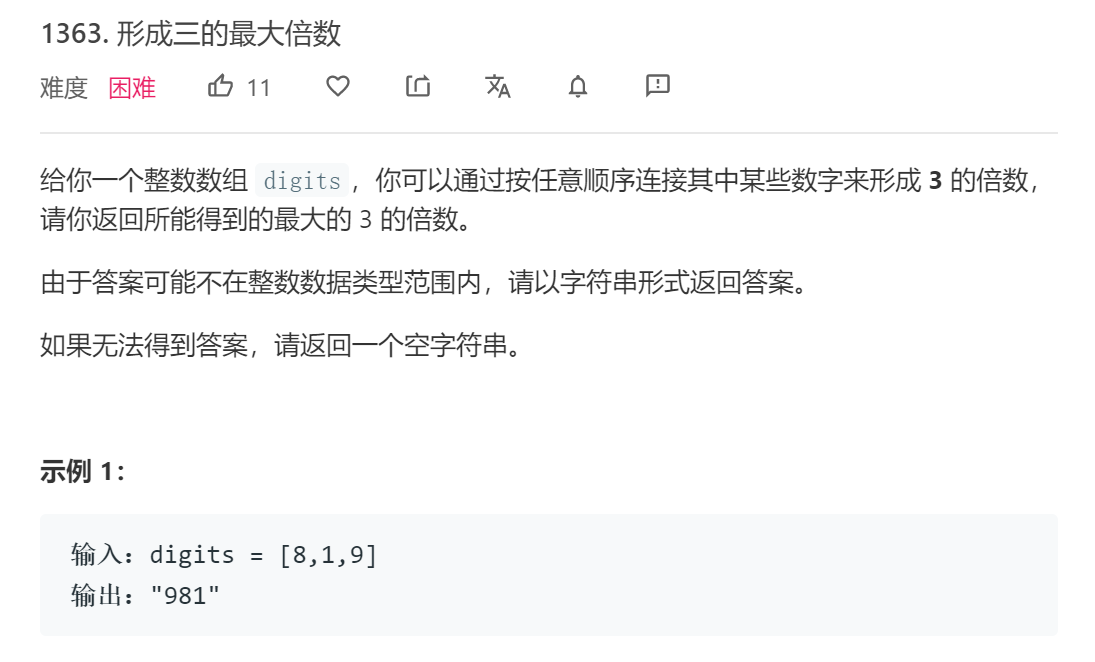 1363. 形成三的最大倍数
难度 困难 11
给你一个整数数组 digits，你可以通过按任意顺序连接其中某些数字来形成 3 的倍数，
请你返回所能得到的最大的 3 的倍数。
由于答案可能不在整数数据类型范围内，请以字符串形式返回答案。
如果无法得到答案，请返回一个空字符串。
示例 1：
输入：digits = [8,1,9]
输出："981"